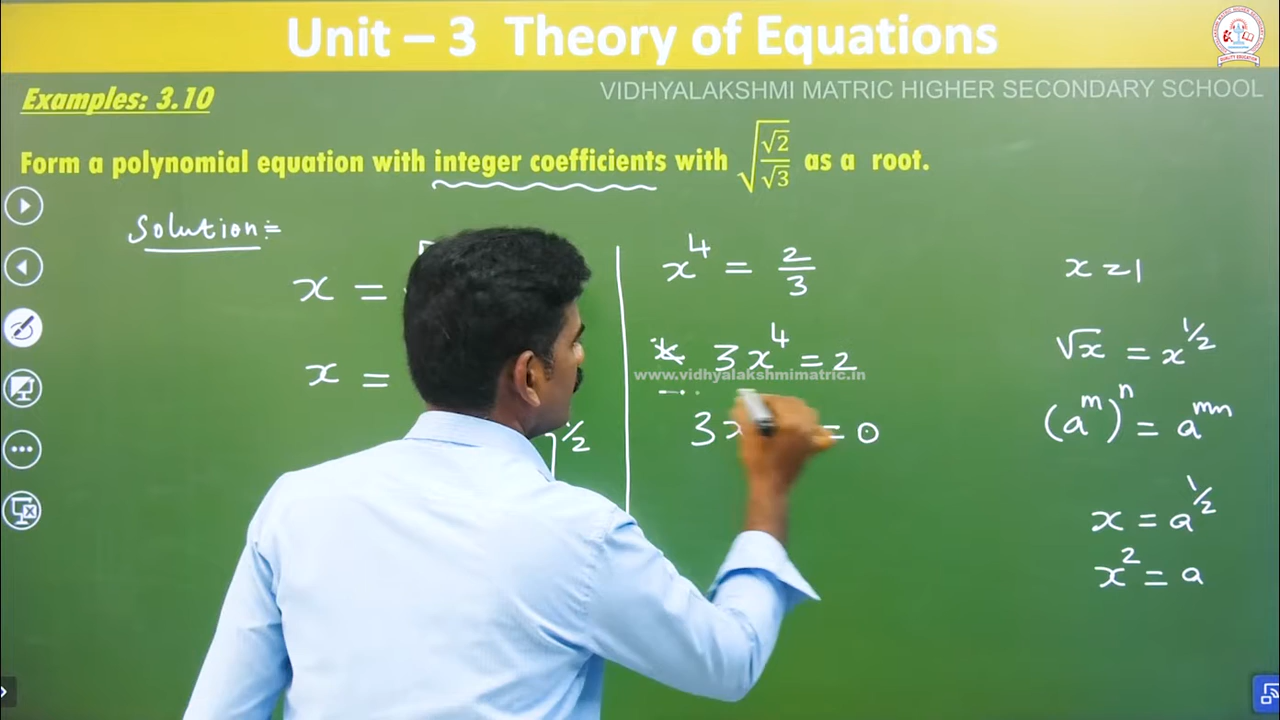 Unit – 3 Theory of Equations
Examples: 3.10
VIDHYALAKSHMI MATRIC HIGHER SECONDARY SCHOOL
Form a polynomial equation with integer coefficients with √(√2/√3) as a root.
Solution:=
x =
x =
1/2
x⁴ = 2/3
3x⁴ = 2
www.vidhyalakshmimatric.in
3x = 0
x = 1
√x = x^1/2
(a^m)^n = a^mn
x = a^1/2
x² = a